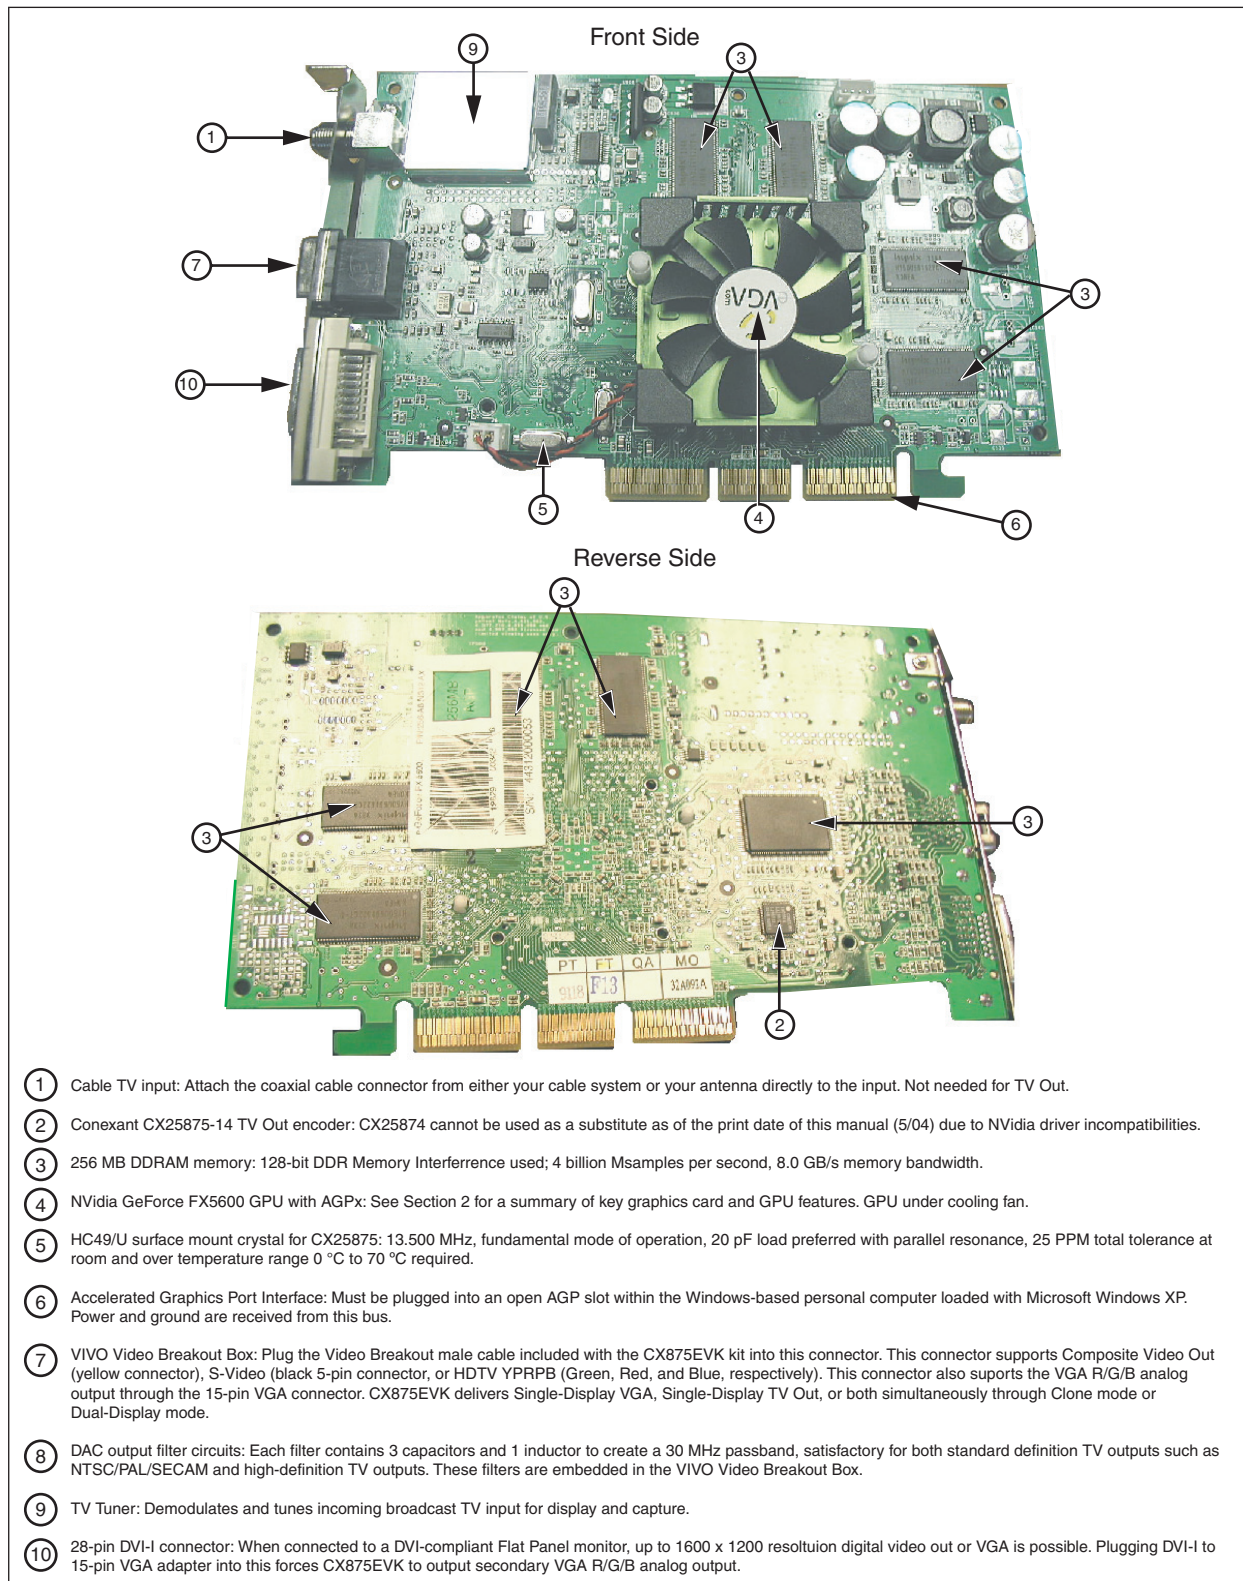 Front Side
9
3
1
7
3
10
eVGA
.com
5
4
6
Reverse Side
3
256MB
S/N: 44312000053
3
3
2
PT FT QA MO
9118 F13 31A091A
2
1 Cable TV input: Attach the coaxial cable connector from either your cable system or your antenna directly to the input. Not needed for TV Out.
2 Conexant CX25875-14 TV Out encoder: CX25874 cannot be used as a substitute as of the print date of this manual (5/04) due to NVidia driver incompatibilities.
3 256 MB DDRAM memory: 128-bit DDR Memory Interferrence used; 4 billion Msamples per second, 8.0 GB/s memory bandwidth.
4 NVidia GeForce FX5600 GPU with AGPx: See Section 2 for a summary of key graphics card and GPU features. GPU under cooling fan.
5 HC49/U surface mount crystal for CX25875: 13.500 MHz, fundamental mode of operation, 20 pF load preferred with parallel resonance, 25 PPM total tolerance at
room and over temperature range 0 °C to 70 °C required.
6 Accelerated Graphics Port Interface: Must be plugged into an open AGP slot within the Windows-based personal computer loaded with Microsoft Windows XP.
Power and ground are received from this bus.
7 VIVO Video Breakout Box: Plug the Video Breakout male cable included with the CX875EVK kit into this connector. This connector supports Composite Video Out
(yellow connector), S-Video (black 5-pin connector, or HDTV YPRPB (Green, Red, and Blue, respectively). This connector also suports the VGA R/G/B analog
output through the 15-pin VGA connector. CX875EVK delivers Single-Display VGA, Single-Display TV Out, or both simultaneously through Clone mode or
Dual-Display mode.
8 DAC output filter circuits: Each filter contains 3 capacitors and 1 inductor to create a 30 MHz passband, satisfactory for both standard definition TV outputs such as
NTSC/PAL/SECAM and high-definition TV outputs. These filters are embedded in the VIVO Video Breakout Box.
9 TV Tuner: Demodulates and tunes incoming broadcast TV input for display and capture.
10 28-pin DVI-I connector: When connected to a DVI-compliant Flat Panel monitor, up to 1600 x 1200 resoltuion digital video out or VGA is possible. Plugging DVI-I to
15-pin VGA adapter into this forces CX875EVK to output secondary VGA R/G/B analog output.